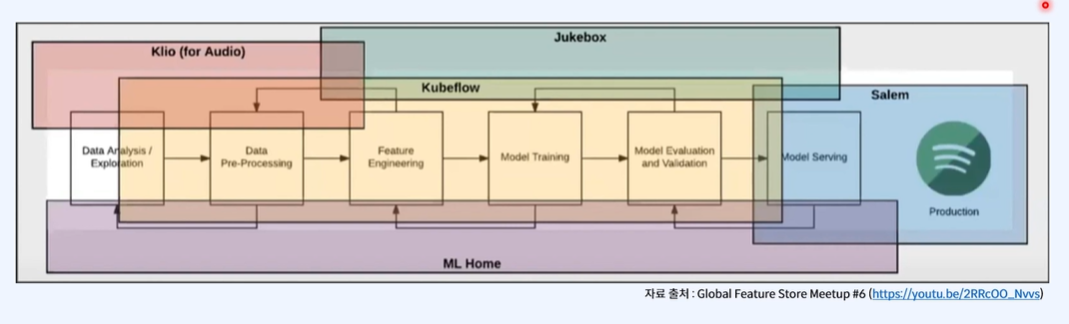 Klio (for Audio)
Jukebox
Kubeflow
Salem
Data Analysis /
Exploration
Data
Pre-Processing
Feature
Engineering
Model Training
Model Evaluation
and Validation
Model Serving
Production
ML Home
자료 출처 : Global Feature Store Meetup #6 (https://youtu.be/2RRcOO_Nvvs)